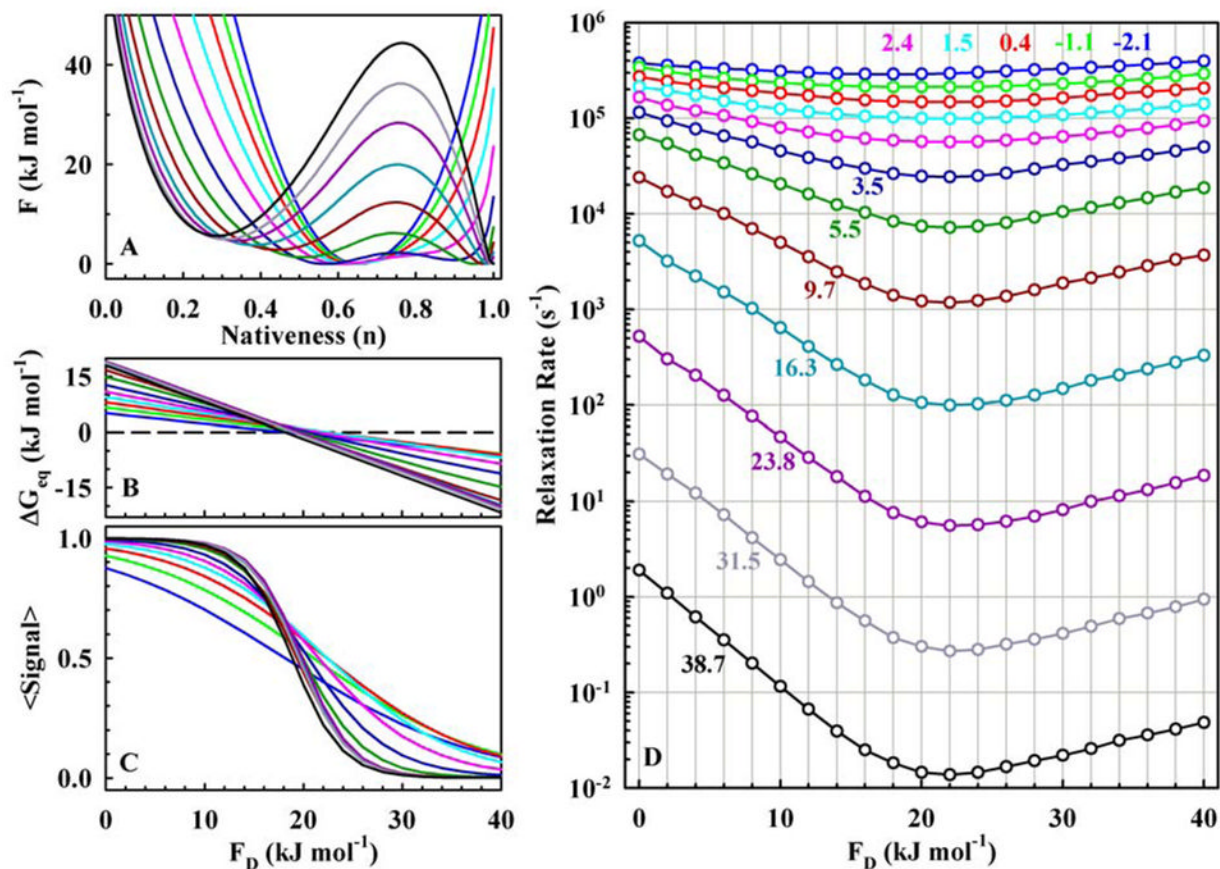 F (kJ mol⁻¹)
40
20
0
A
0.0 0.2 0.4 0.6 0.8 1.0
Nativeness (n)
ΔG_eq (kJ mol⁻¹)
15
0
-15
B
<Signal>
1.0
0.5
0.0
C
0 10 20 30 40
F_D (kJ mol⁻¹)
Relaxation Rate (s⁻¹)
10⁶
10⁵
10⁴
10³
10²
10¹
10⁰
10⁻¹
10⁻²
2.4 1.5 0.4 -1.1 -2.1
3.5
5.5
9.7
16.3
23.8
31.5
38.7
D
0 10 20 30 40
F_D (kJ mol⁻¹)